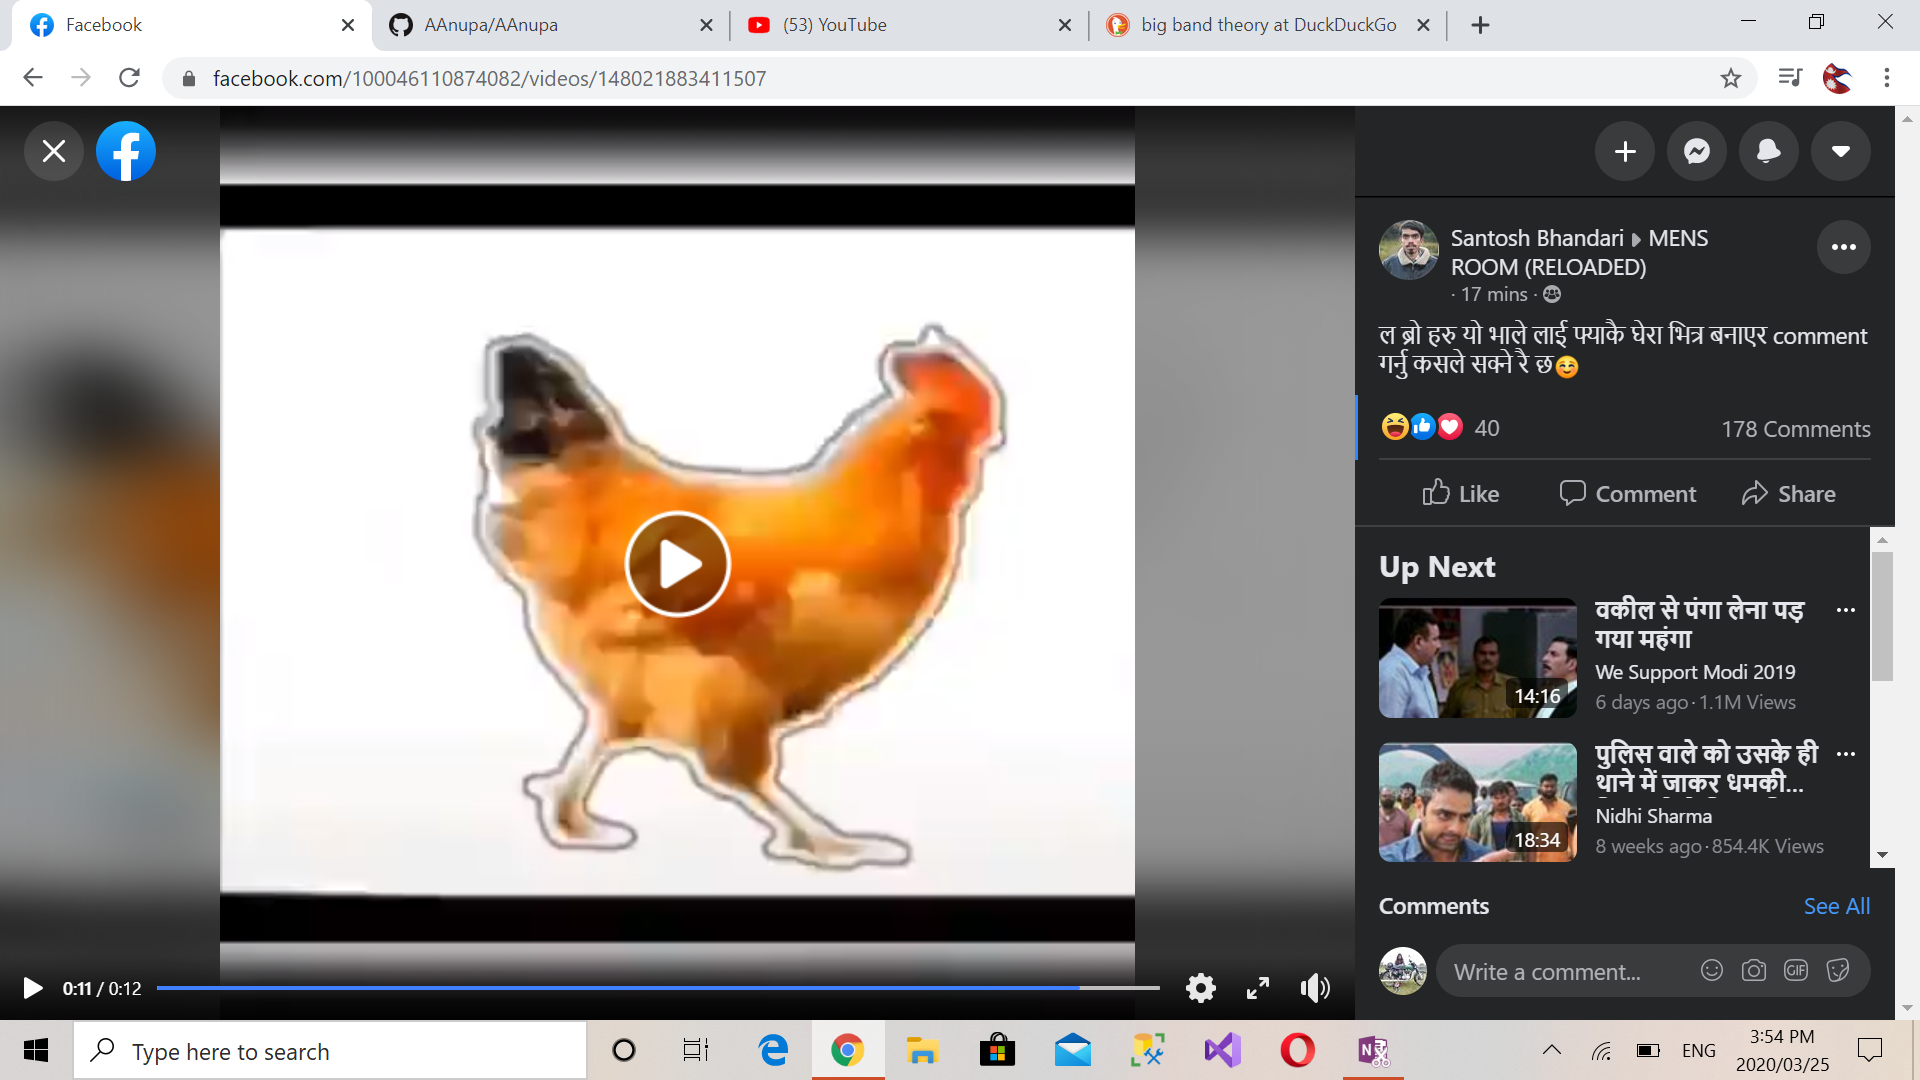 Facebook
AAnupa/AAnupa
(53) YouTube
big band theory at DuckDuckGo
facebook.com/100046110874082/videos/148021883411507
Santosh Bhandari ▸ MENS
ROOM (RELOADED)
· 17 mins ·
ल ब्रो हरु यो भाले लाई फ्याकै घेरा भित्र बनाएर comment
गर्नु कसले सक्ने रै छ☺️
40
178 Comments
Like
Comment
Share
Up Next
वकील से पंगा लेना पड़
गया महंगा
We Support Modi 2019
6 days ago · 1.1M Views
14:16
पुलिस वाले को उसके ही
थाने में जाकर धमकी...
Nidhi Sharma
8 weeks ago · 854.4K Views
18:34
Comments
See All
Write a comment...
GIF
0:11 / 0:12
Type here to search
ENG
3:54 PM
2020/03/25